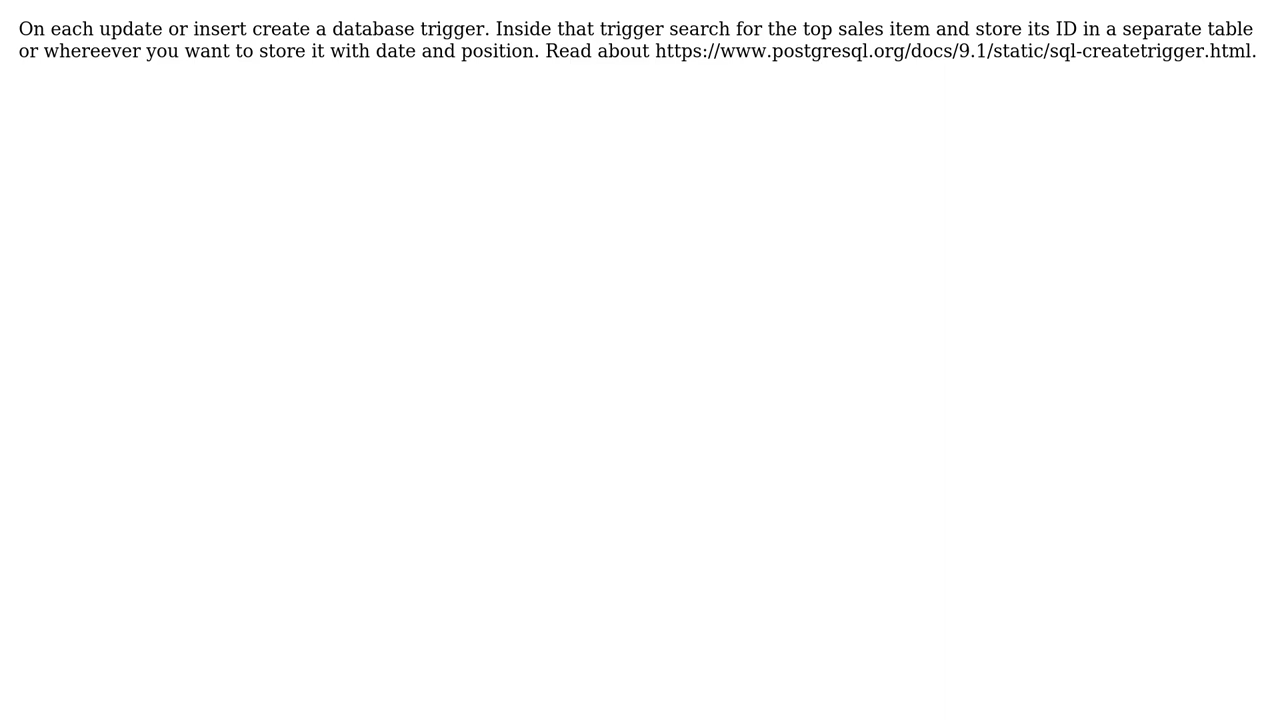 On each update or insert create a database trigger. Inside that trigger search for the top sales item and store its ID in a separate table
or whereever you want to store it with date and position. Read about https://www.postgresql.org/docs/9.1/static/sql-createtrigger.html.